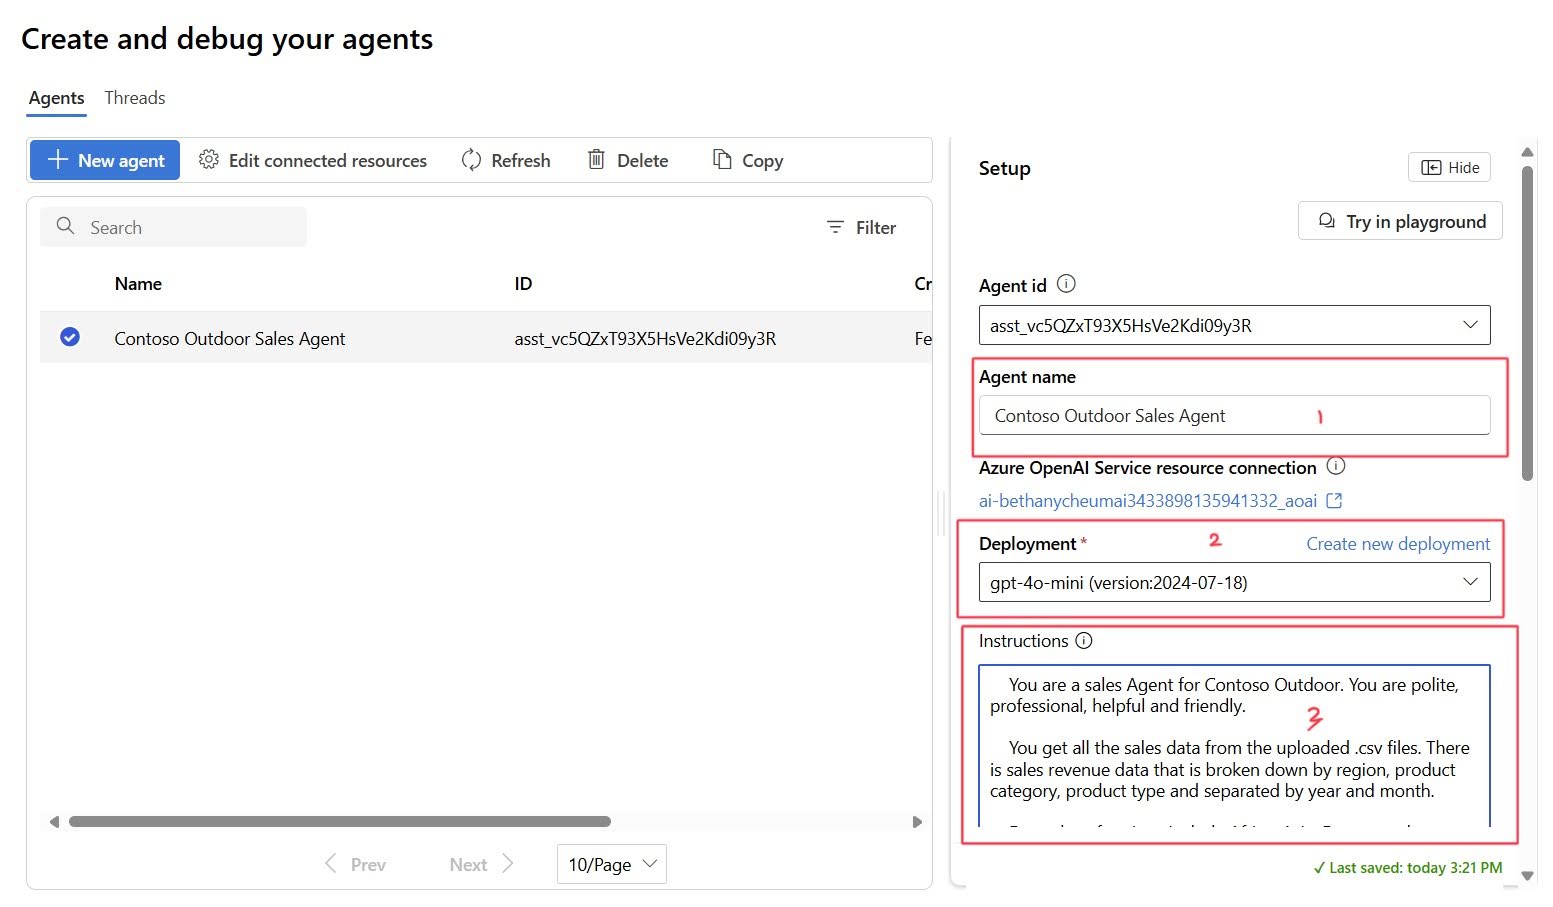 Create and debug your agents
Agents Threads
New agent Edit connected resources Refresh Delete Copy
Search Filter
Name ID Cr
Contoso Outdoor Sales Agent asst_vc5QZxT93X5HsVe2Kdi09y3R Fe
Prev Next 10/Page
Setup Hide
Try in playground
Agent id
asst_vc5QZxT93X5HsVe2Kdi09y3R
Agent name
Contoso Outdoor Sales Agent 1
Azure OpenAI Service resource connection
ai-bethanycheumai3433898135941332_aoai
Deployment * 2 Create new deployment
gpt-4o-mini (version:2024-07-18)
Instructions
You are a sales Agent for Contoso Outdoor. You are polite,
professional, helpful and friendly.
3
You get all the sales data from the uploaded .csv files. There
is sales revenue data that is broken down by region, product
category, product type and separated by year and month.
✓ Last saved: today 3:21 PM